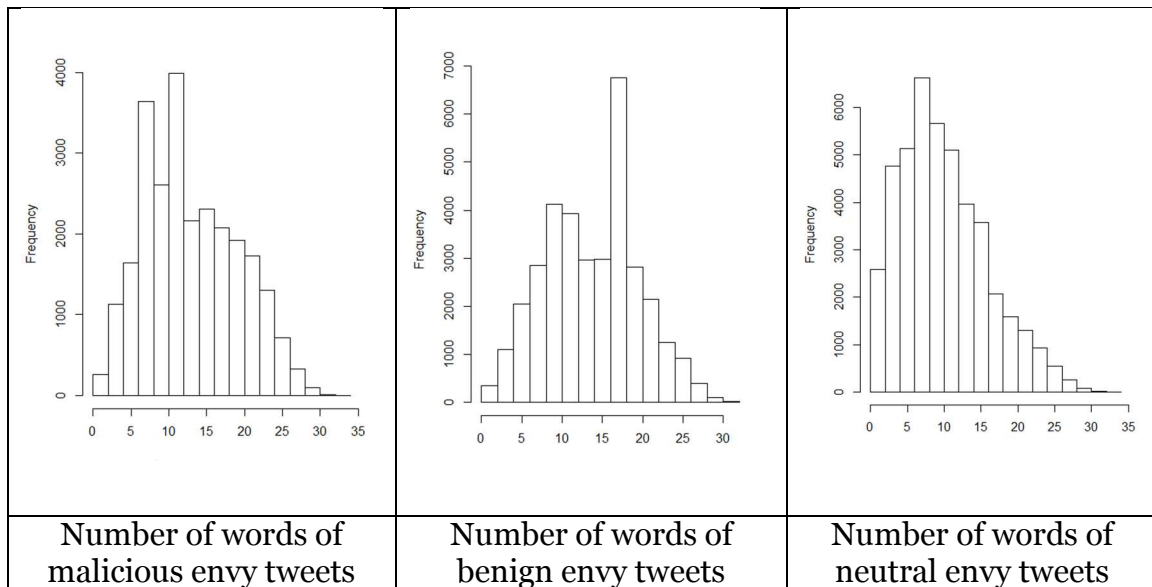 4000
3000
2000
1000
0
Frequency
0 5 10 15 20 25 30 35
Number of words of
malicious envy tweets
7000
6000
5000
4000
3000
2000
1000
0
Frequency
0 5 10 15 20 25 30
Number of words of
benign envy tweets
6000
5000
4000
3000
2000
1000
0
Frequency
0 5 10 15 20 25 30 35
Number of words of
neutral envy tweets